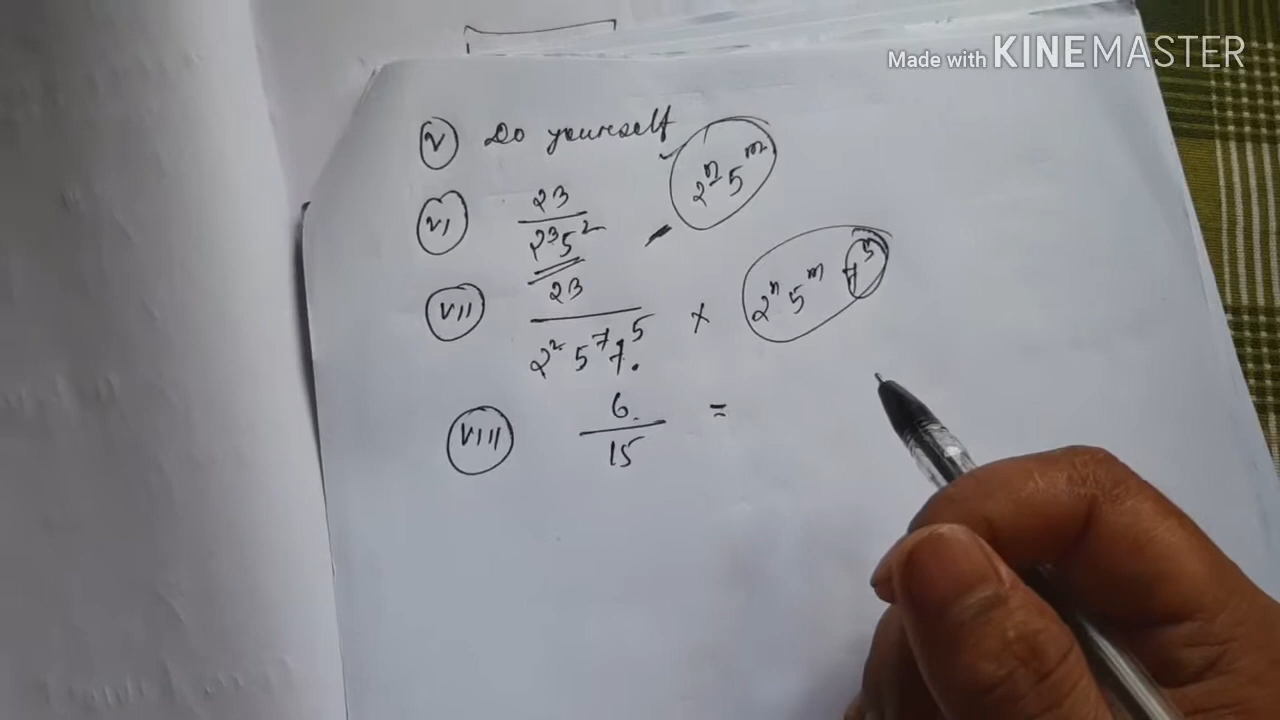 Made with KINEMASTER
(v) Do yourself
(vi) 23 / 2³5² 2ⁿ5ᵐ
(vii) 23 / 2²5⁷7⁵ × 2ⁿ5ᵐ7⁵
(viii) 6 / 15 =